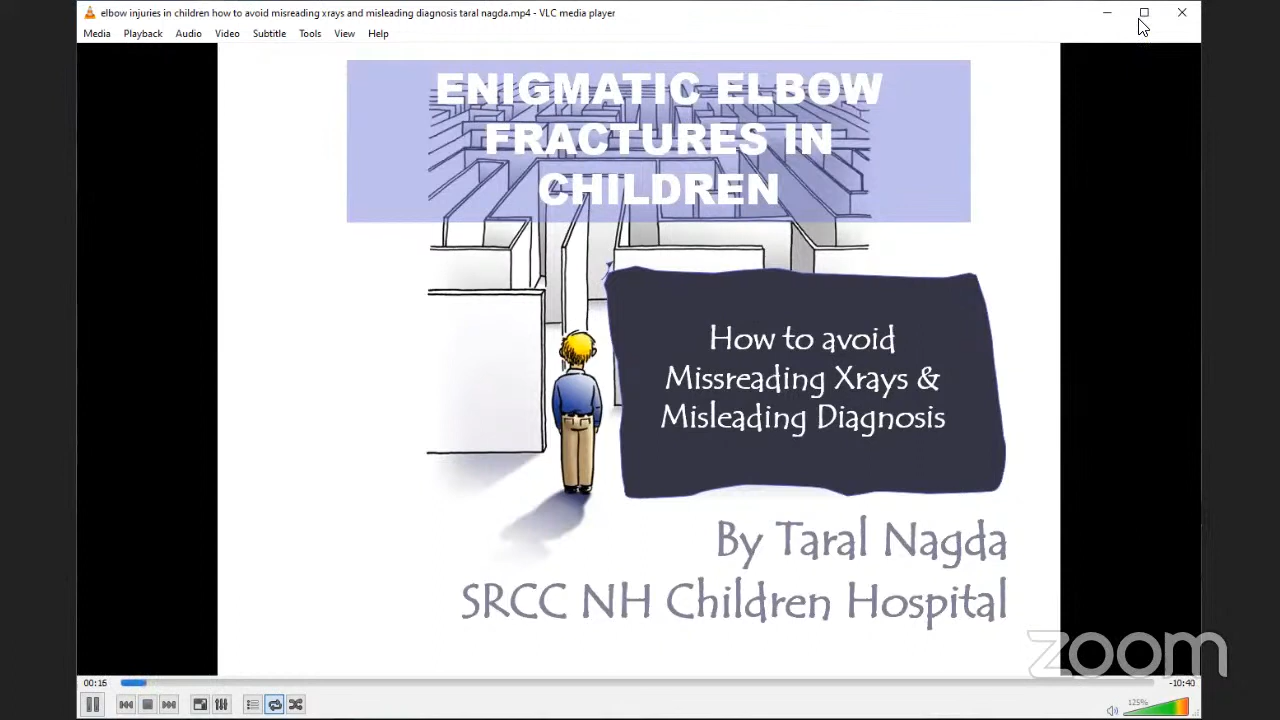 elbow injuries in children how to avoid misreading xrays and misleading diagnosis taral nagda.mp4 - VLC media player
Media Playback Audio Video Subtitle Tools View Help
ENIGMATIC ELBOW
FRACTURES IN
CHILDREN
How to avoid
Missreading Xrays &
Misleading Diagnosis
By Taral Nagda
SRCC NH Children Hospital
zoom
00:16
-10:40
125%